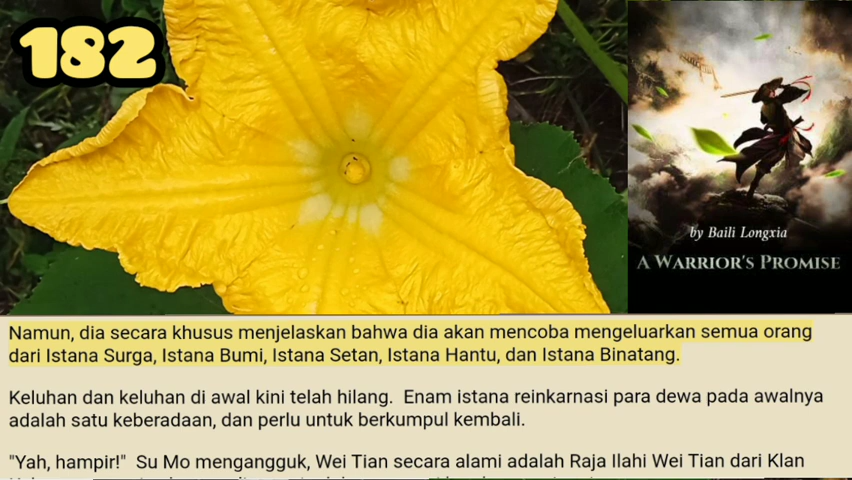 182
by Baili Longxia
A WARRIOR'S PROMISE
Namun, dia secara khusus menjelaskan bahwa dia akan mencoba mengeluarkan semua orang
dari Istana Surga, Istana Bumi, Istana Setan, Istana Hantu, dan Istana Binatang.
Keluhan dan keluhan di awal kini telah hilang.  Enam istana reinkarnasi para dewa pada awalnya
adalah satu keberadaan, dan perlu untuk berkumpul kembali.
"Yah, hampir!"  Su Mo mengangguk, Wei Tian secara alami adalah Raja Ilahi Wei Tian dari Klan